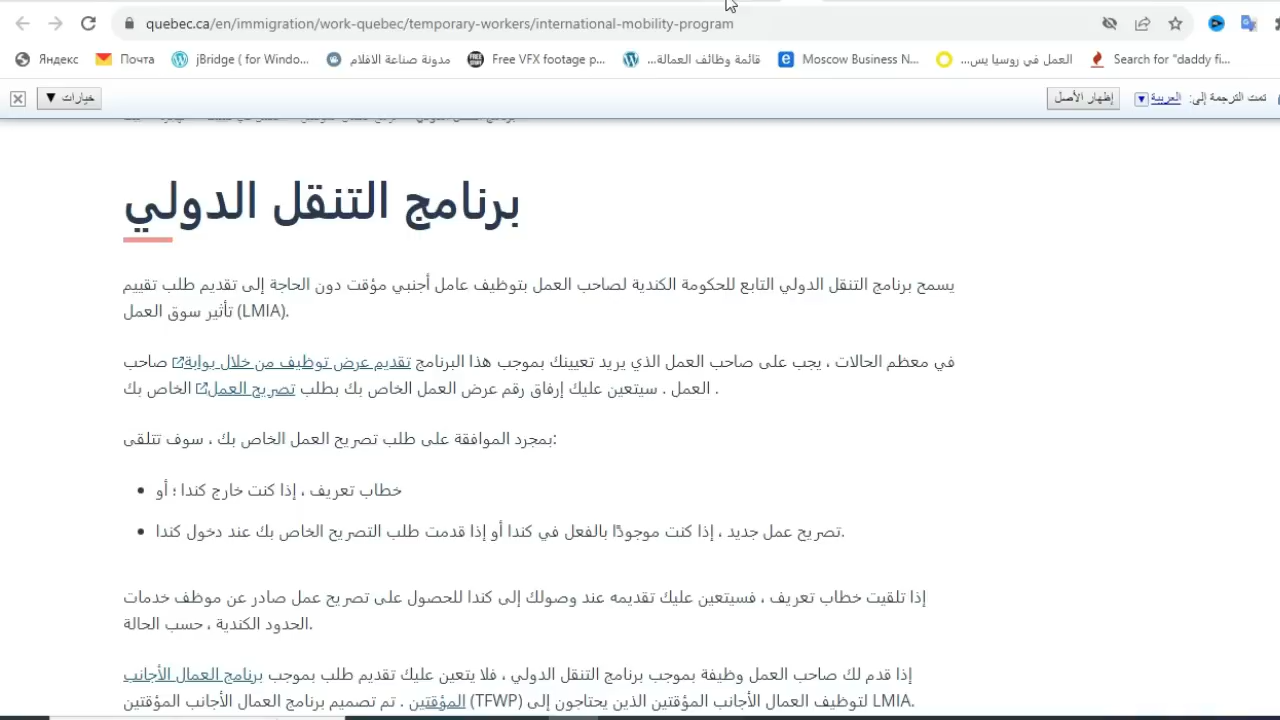 quebec.ca/en/immigration/work-quebec/temporary-workers/international-mobility-program
Яндекс
Почта
jBridge ( for Windo...
مدونة صناعة الافلام
Free VFX footage p...
قائمة وظائف العمالة...
Moscow Business N...
العمل في روسيا يس...
Search for "daddy fi...
تمت الترجمة إلى: العربية
إظهار الأصل
خيارات ▼
برنامج التنقل الدولي
يسمح برنامج التنقل الدولي التابع للحكومة الكندية لصاحب العمل بتوظيف عامل أجنبي مؤقت دون الحاجة إلى تقديم طلب تقييم
تأثير سوق العمل (LMIA).
في معظم الحالات ، يجب على صاحب العمل الذي يريد تعيينك بموجب هذا البرنامج تقديم عرض توظيف من خلال بوابة صاحب
العمل . سيتعين عليك إرفاق رقم عرض العمل الخاص بك بطلب تصريح العمل الخاص بك .
بمجرد الموافقة على طلب تصريح العمل الخاص بك ، سوف تتلقى:
• خطاب تعريف ، إذا كنت خارج كندا ؛ أو
• تصريح عمل جديد ، إذا كنت موجودًا بالفعل في كندا أو إذا قدمت طلب التصريح الخاص بك عند دخول كندا.
إذا تلقيت خطاب تعريف ، فسيتعين عليك تقديمه عند وصولك إلى كندا للحصول على تصريح عمل صادر عن موظف خدمات
الحدود الكندية ، حسب الحالة.
إذا قدم لك صاحب العمل وظيفة بموجب برنامج التنقل الدولي ، فلا يتعين عليك تقديم طلب بموجب برنامج العمال الأجانب
المؤقتين (TFWP) . تم تصميم برنامج العمال الأجانب المؤقتين لتوظيف العمال الأجانب المؤقتين الذين يحتاجون إلى LMIA.